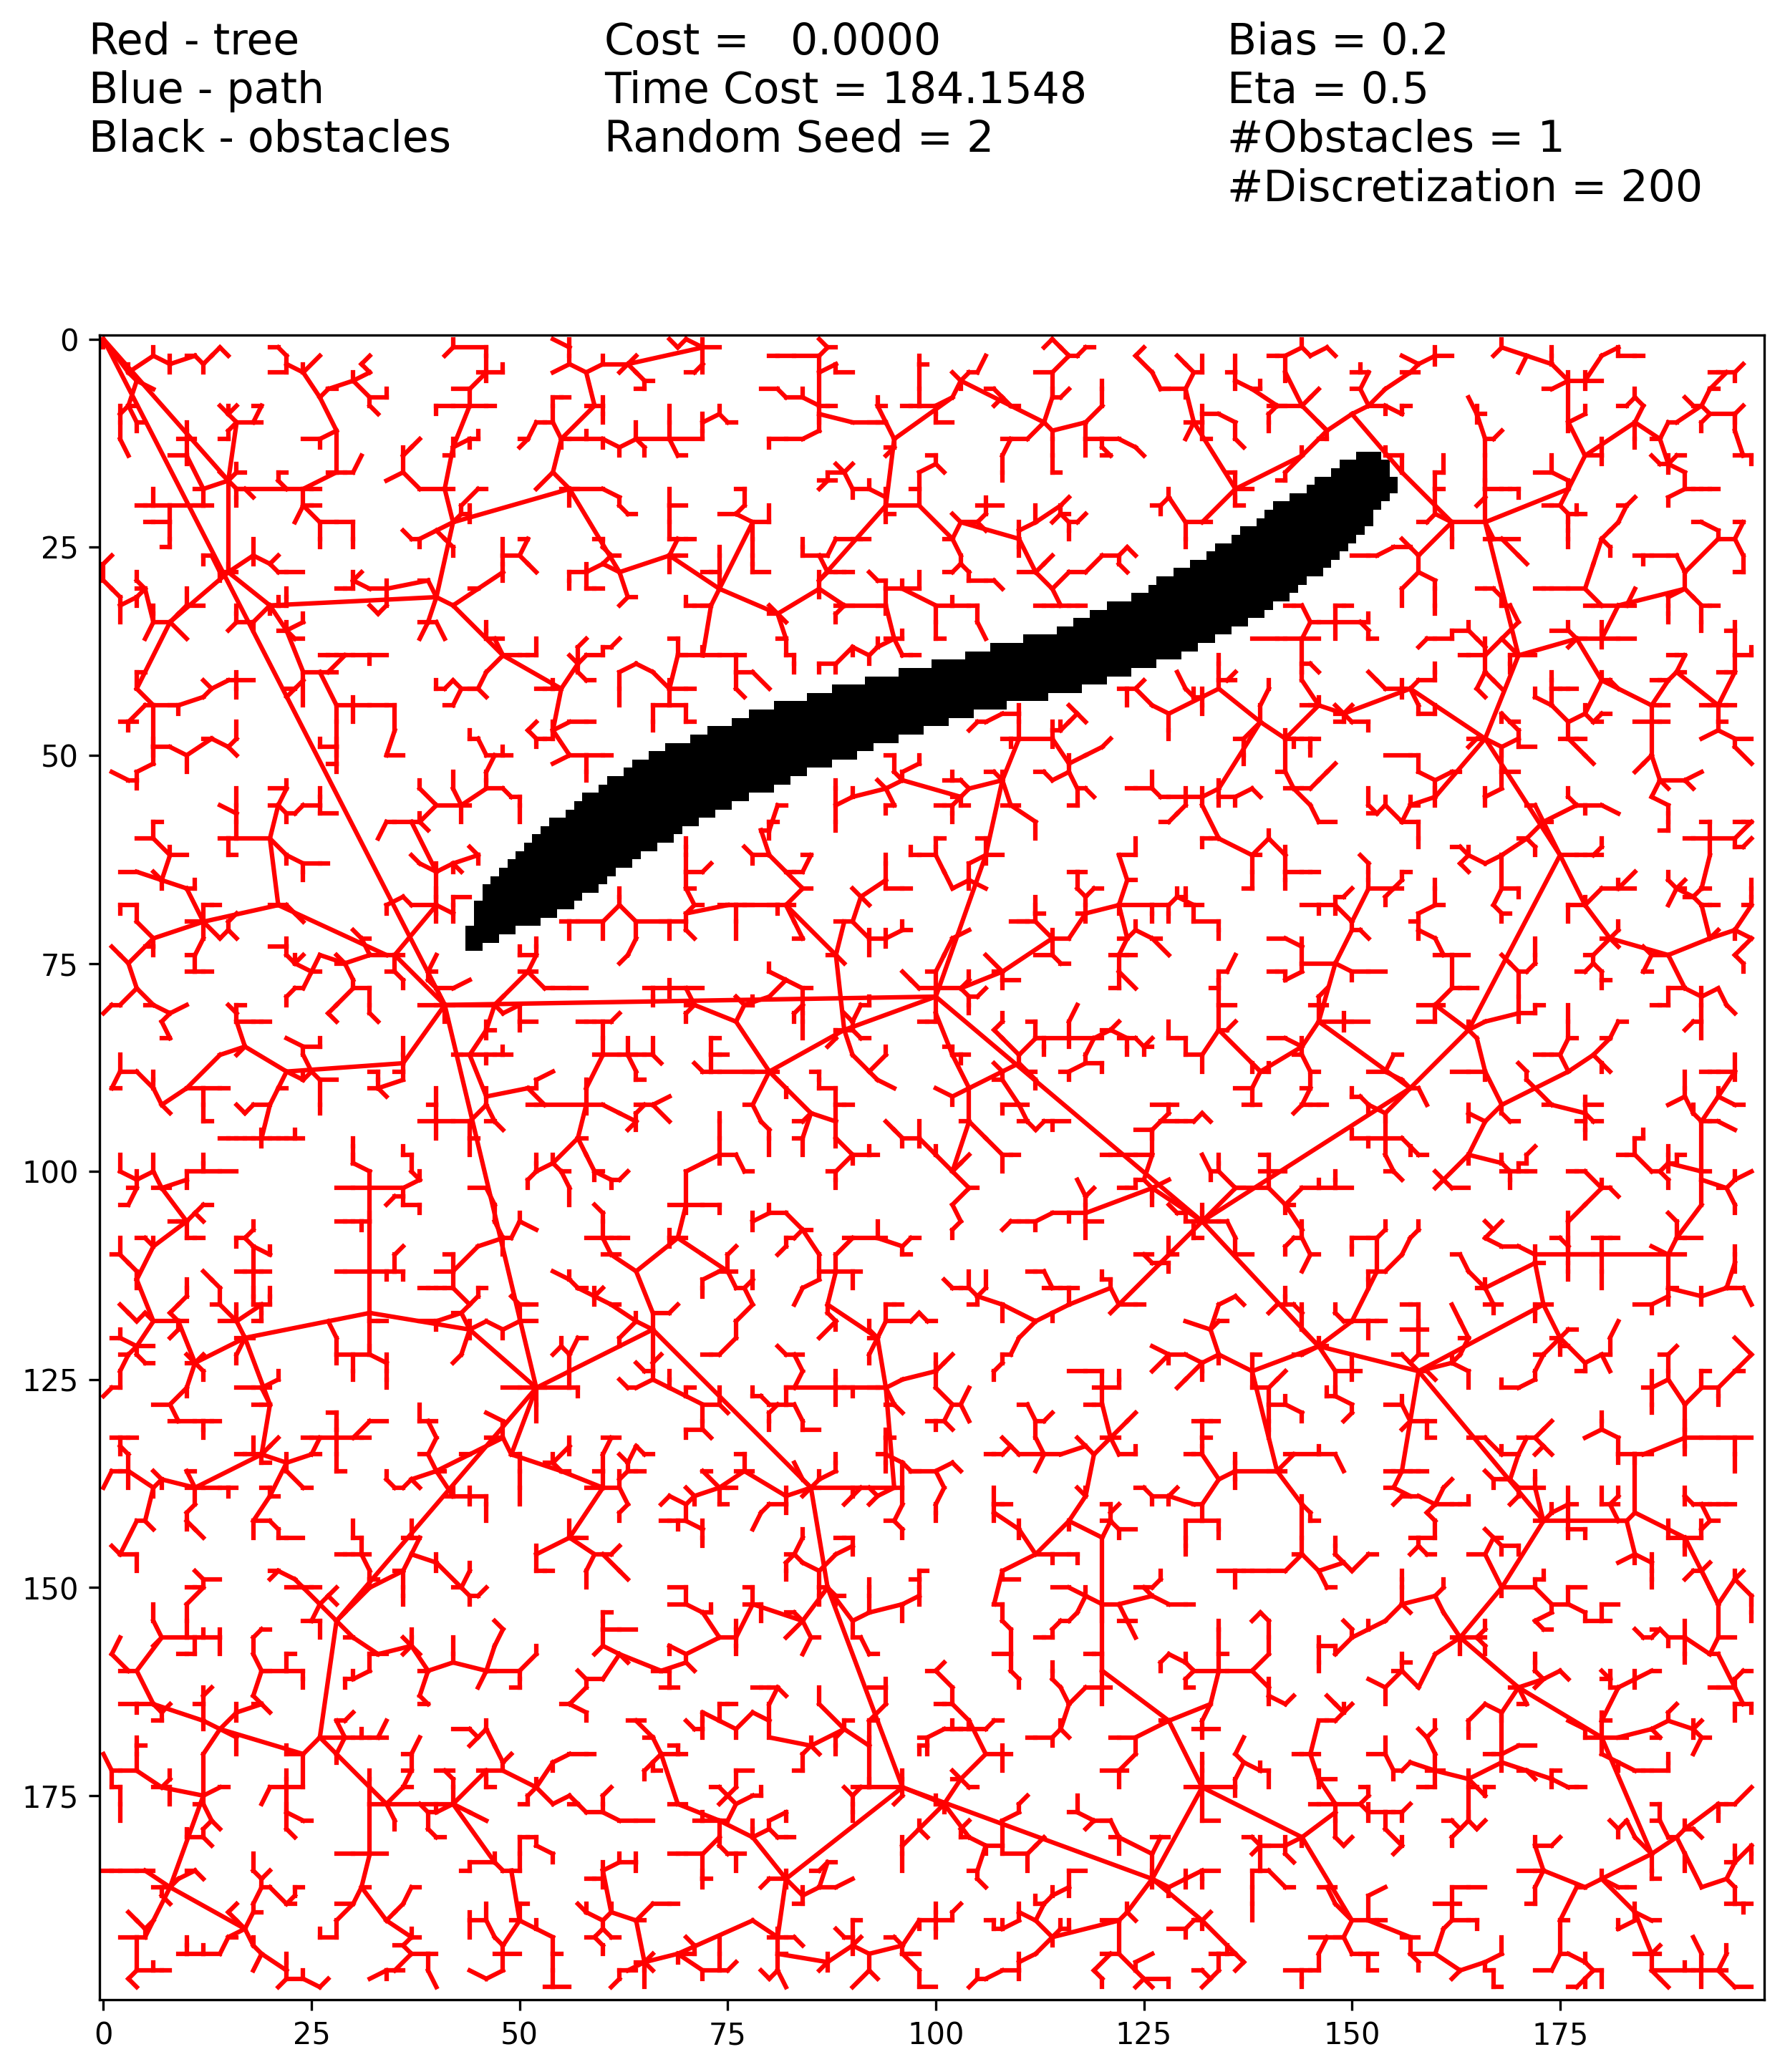 Red - tree
Blue - path
Black - obstacles
Cost =   0.0000
Time Cost = 184.1548
Random Seed = 2
Bias = 0.2
Eta = 0.5
#Obstacles = 1
#Discretization = 200
0
25
50
75
100
125
150
175
0 25 50 75 100 125 150 175